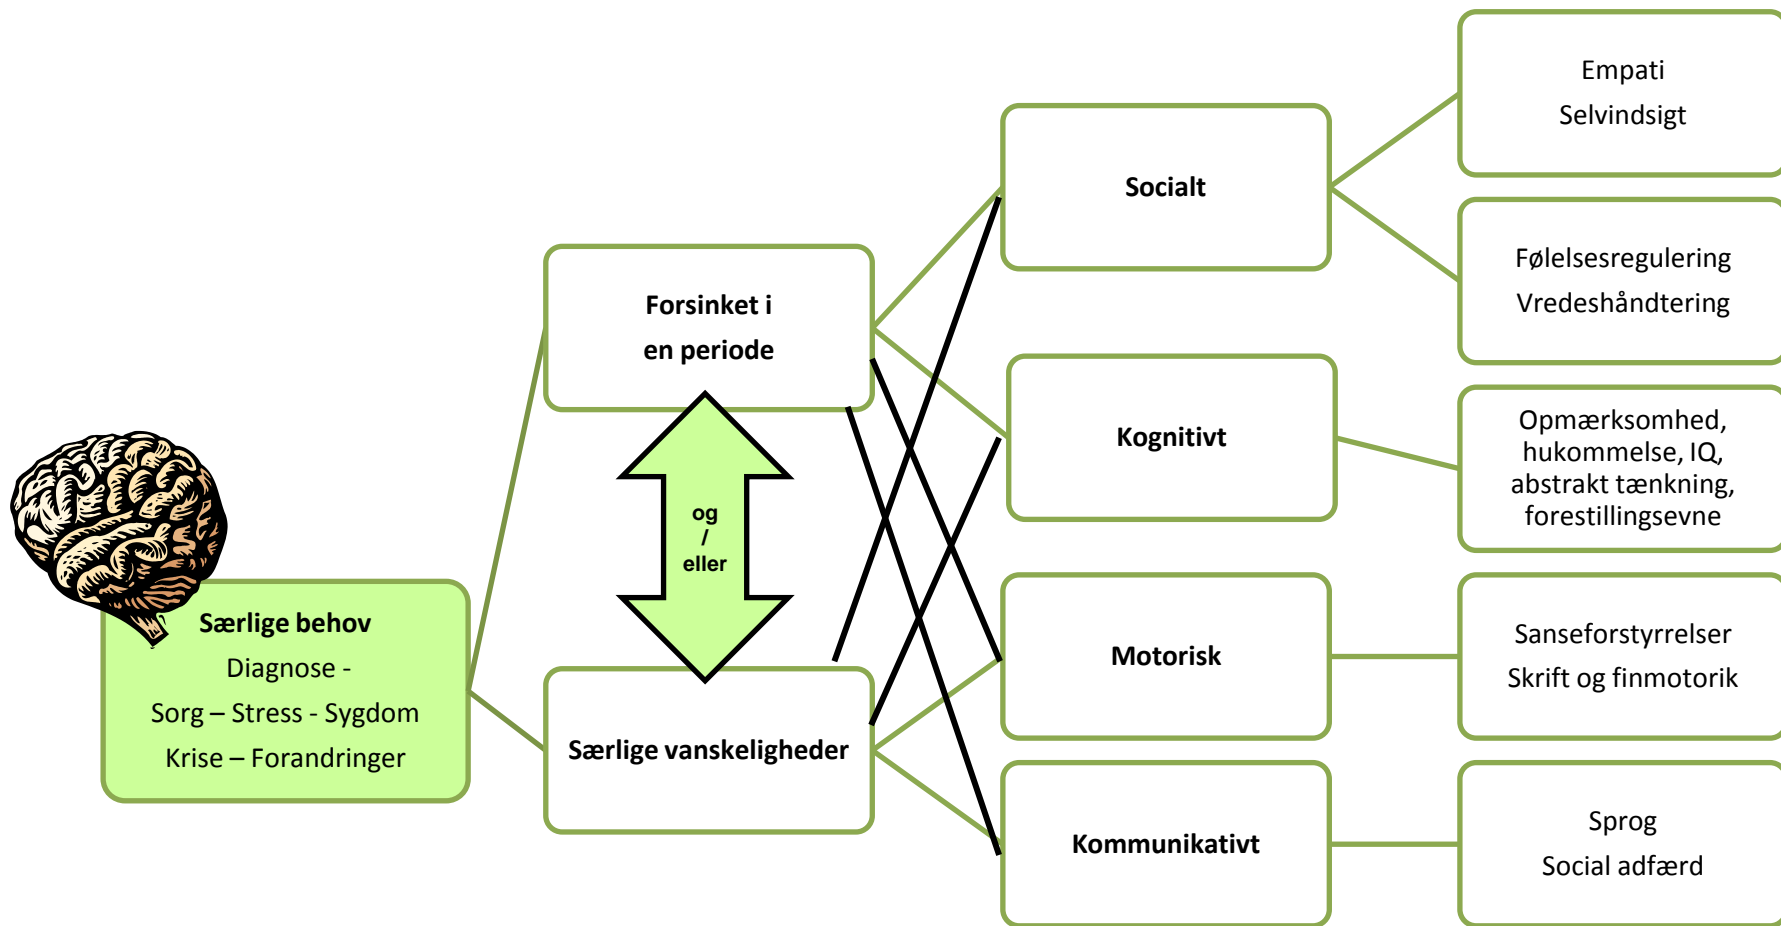 Særlige behov
Diagnose -
Sorg – Stress - Sygdom
Krise – Forandringer
Forsinket i
en periode
og
/
eller
Særlige vanskeligheder
Socialt
Kognitivt
Motorisk
Kommunikativt
Empati
Selvindsigt
Følelsesregulering
Vredeshåndtering
Opmærksomhed,
hukommelse, IQ,
abstrakt tænkning,
forestillingsevne
Sanseforstyrrelser
Skrift og finmotorik
Sprog
Social adfærd